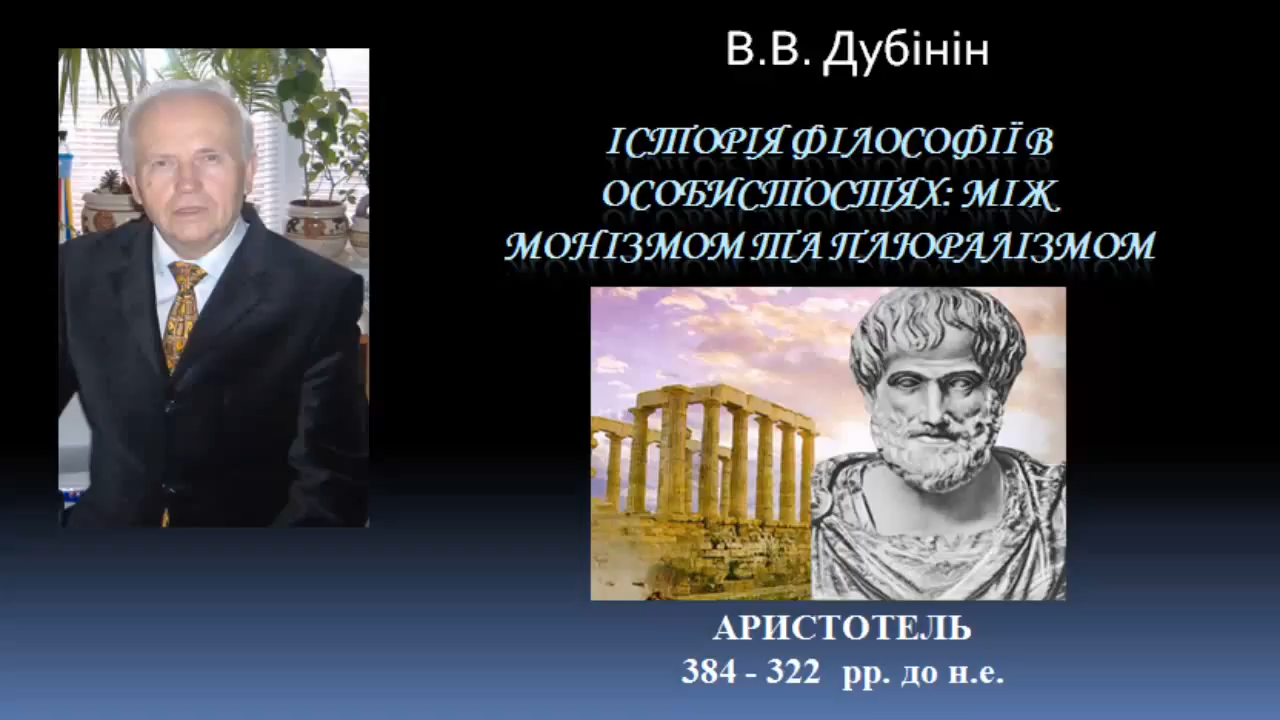 В.В. Дубінін
ІСТОРІЯ ФІЛОСОФІЇ В
ОСОБИСТОСТЯХ: МІЖ
МОНІЗМОМ ТА ПЛЮРАЛІЗМОМ
АРИСТОТЕЛЬ
384 - 322 рр. до н.е.